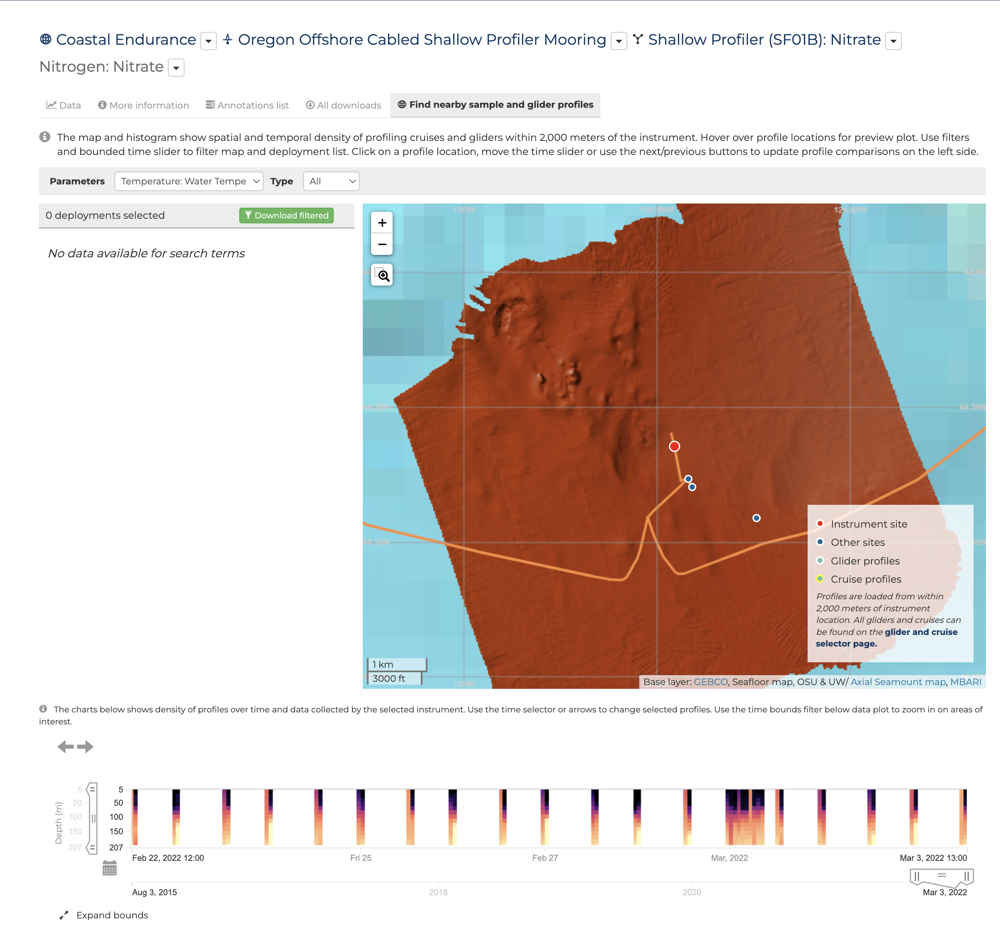 Coastal Endurance Oregon Offshore Cabled Shallow Profiler Mooring Shallow Profiler (SF01B): Nitrate
Nitrogen: Nitrate
Data More information Annotations list All downloads Find nearby sample and glider profiles
The map and histogram show spatial and temporal density of profiling cruises and gliders within 2,000 meters of the instrument. Hover over profile locations for preview plot. Use filters
and bounded time slider to filter map and deployment list. Click on a profile location, move the time slider or use the next/previous buttons to update profile comparisons on the left side.
Parameters Temperature: Water Tempe Type All
0 deployments selected Download filtered
No data available for search terms
125W 124.96W 124.92W
+
−
44.4N
44.38N 44.38N
44.36N
Instrument site
Other sites
Glider profiles
Cruise profiles
Profiles are loaded from within
2,000 meters of instrument
location. All gliders and cruises can
be found on the glider and cruise
selector page.
1 km
3000 ft
125W
Base layer: GEBCO, Seafloor map, OSU & UW/ Axial Seamount map, MBARI
The charts below shows density of profiles over time and data collected by the selected instrument. Use the time selector or arrows to change selected profiles. Use the time bounds filter below data plot to zoom in on areas of
interest.
Depth (m)
5 5
50 50
100 100
150 150
207 207
Feb 22, 2022 12:00 Fri 25 Feb 27 Mar, 2022 Mar 3, 2022 13:00
Aug 3, 2015 2018 2020 Mar 3, 2022
Expand bounds